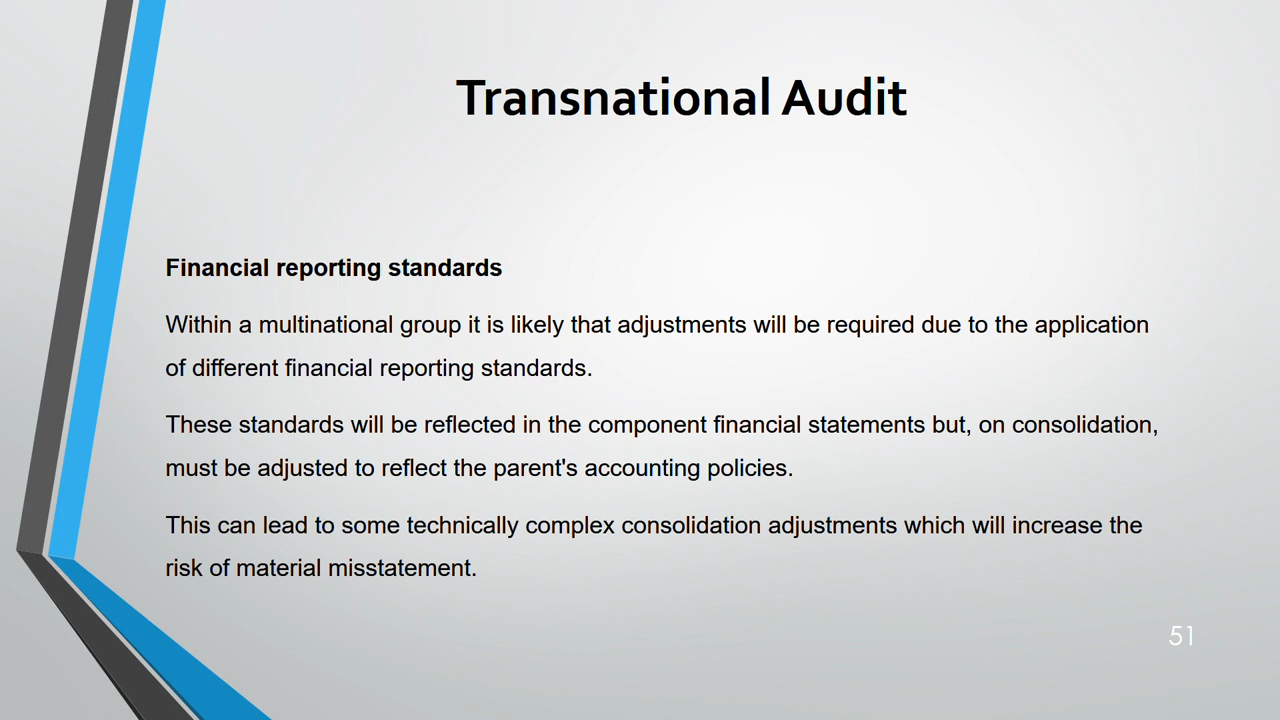 Transnational Audit
Financial reporting standards
Within a multinational group it is likely that adjustments will be required due to the application
of different financial reporting standards.
These standards will be reflected in the component financial statements but, on consolidation,
must be adjusted to reflect the parent's accounting policies.
This can lead to some technically complex consolidation adjustments which will increase the
risk of material misstatement.
51